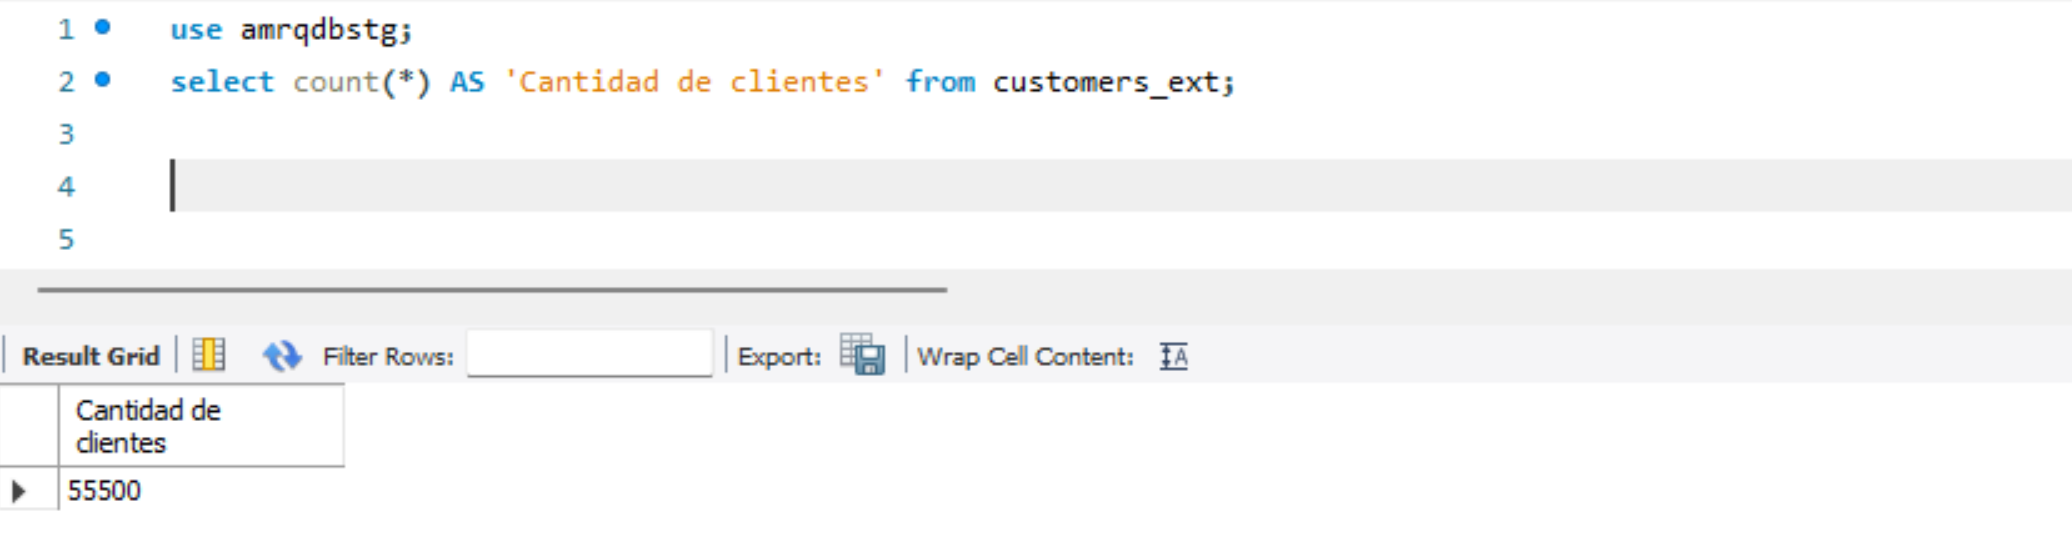 1 use amrqdbstg;
2 select count(*) AS 'Cantidad de clientes' from customers_ext;
3
4
5
Result Grid Filter Rows: Export: Wrap Cell Content:
Cantidad de
clientes
55500